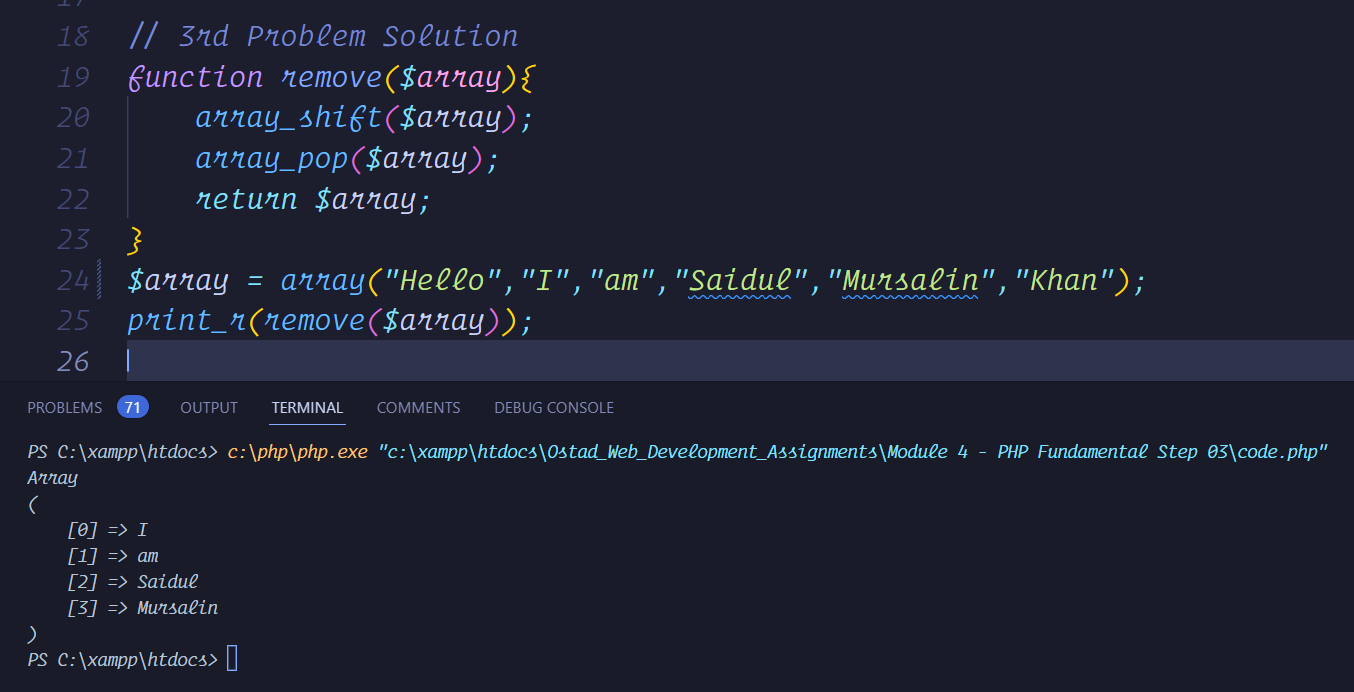 17
18 // 3rd Problem Solution
19 function remove($array){
20     array_shift($array);
21     array_pop($array);
22     return $array;
23 }
24 $array = array("Hello","I","am","Saidul","Mursalin","Khan");
25 print_r(remove($array));
26
PROBLEMS 71 OUTPUT TERMINAL COMMENTS DEBUG CONSOLE
PS C:\xampp\htdocs> c:\php\php.exe "c:\xampp\htdocs\Ostad_Web_Development_Assignments\Module 4 - PHP Fundamental Step 03\code.php"
Array
(
    [0] => I
    [1] => am
    [2] => Saidul
    [3] => Mursalin
)
PS C:\xampp\htdocs>